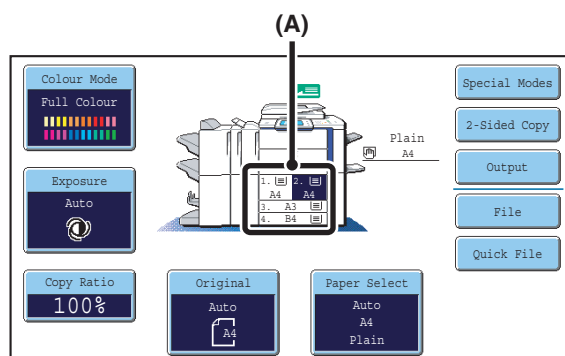 (A)
Colour Mode
Full Colour
Special Modes
2-Sided Copy
Plain
A4
Output
Exposure
Auto
1. 2.
A4 A4
3. A3
4. B4
File
Quick File
Copy Ratio
100%
Original
Auto
A4
Paper Select
Auto
A4
Plain